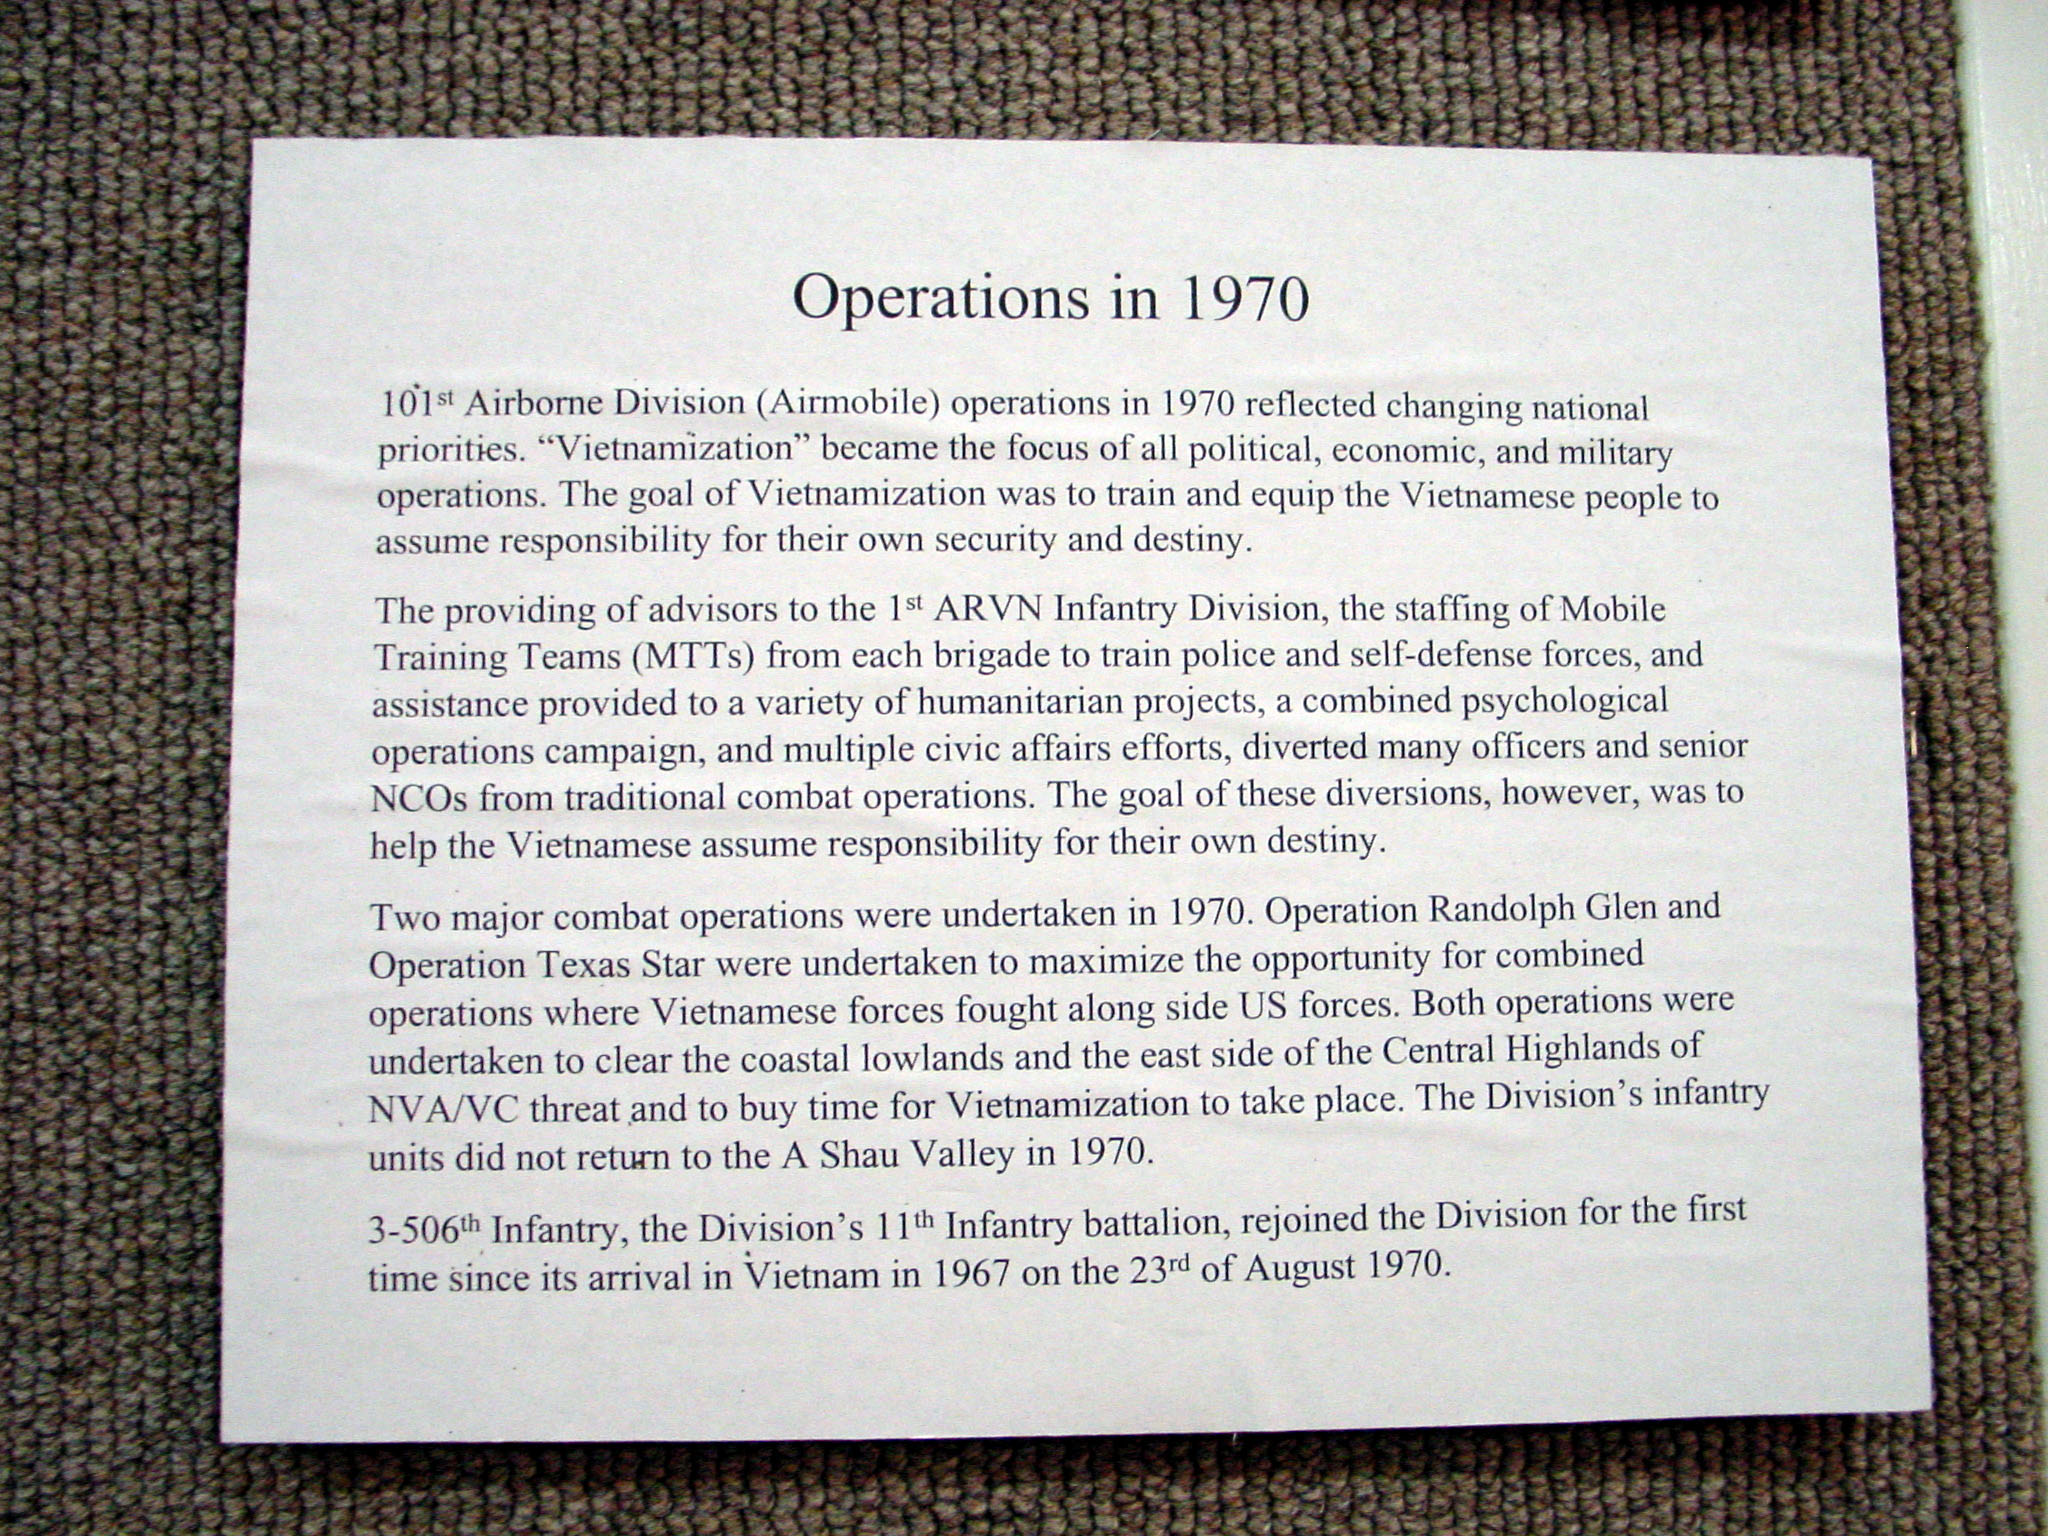 Operations in 1970
101st Airborne Division (Airmobile) operations in 1970 reflected changing national
priorities. “Vietnamization” became the focus of all political, economic, and military
operations. The goal of Vietnamization was to train and equip the Vietnamese people to
assume responsibility for their own security and destiny.
The providing of advisors to the 1st ARVN Infantry Division, the staffing of Mobile
Training Teams (MTTs) from each brigade to train police and self-defense forces, and
assistance provided to a variety of humanitarian projects, a combined psychological
operations campaign, and multiple civic affairs efforts, diverted many officers and senior
NCOs from traditional combat operations. The goal of these diversions, however, was to
help the Vietnamese assume responsibility for their own destiny.
Two major combat operations were undertaken in 1970. Operation Randolph Glen and
Operation Texas Star were undertaken to maximize the opportunity for combined
operations where Vietnamese forces fought along side US forces. Both operations were
undertaken to clear the coastal lowlands and the east side of the Central Highlands of
NVA/VC threat and to buy time for Vietnamization to take place. The Division’s infantry
units did not return to the A Shau Valley in 1970.
3-506th Infantry, the Division’s 11th Infantry battalion, rejoined the Division for the first
time since its arrival in Vietnam in 1967 on the 23rd of August 1970.